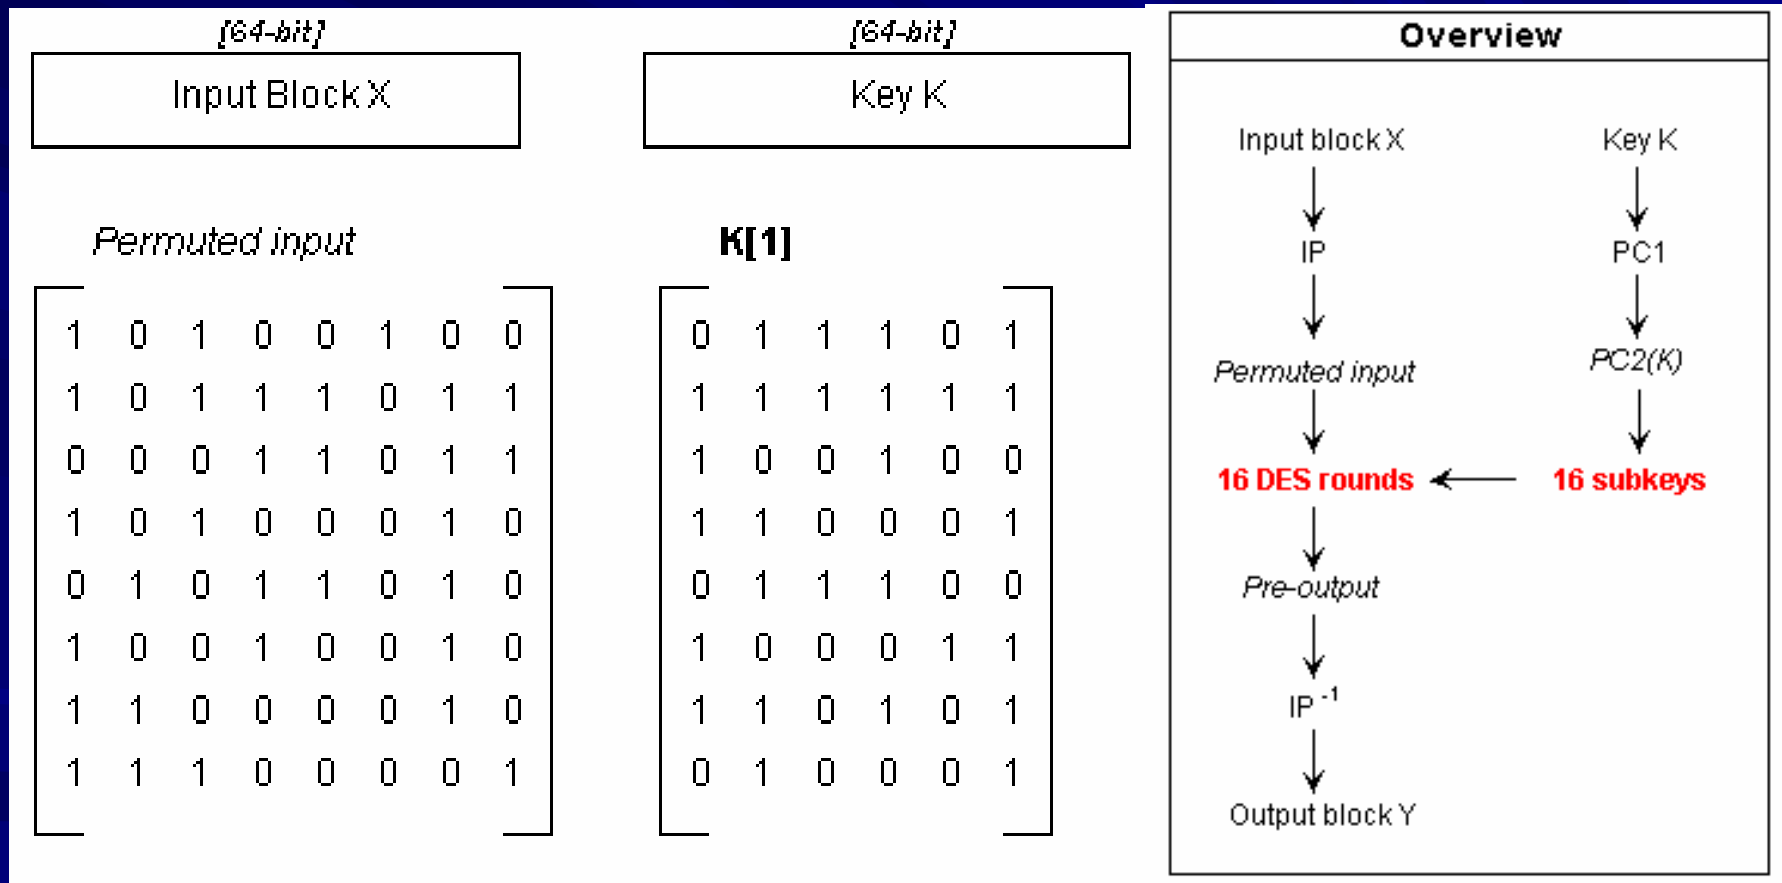 [64-bit]
Input Block X
Permuted input
1 0 1 0 0 1 0 0
1 0 1 1 1 0 1 1
0 0 0 1 1 0 1 1
1 0 1 0 0 0 1 0
0 1 0 1 1 0 1 0
1 0 0 1 0 0 1 0
1 1 0 0 0 0 1 0
1 1 1 0 0 0 0 1
[64-bit]
Key K
K[1]
0 1 1 1 0 1
1 1 1 1 1 1
1 0 0 1 0 0
1 1 0 0 0 1
0 1 1 1 0 0
1 0 0 0 1 1
1 1 0 1 0 1
0 1 0 0 0 1
Overview
Input block X
Key K
IP
PC1
Permuted input
PC2(K)
16 DES rounds
16 subkeys
Pre-output
IP -1
Output block Y